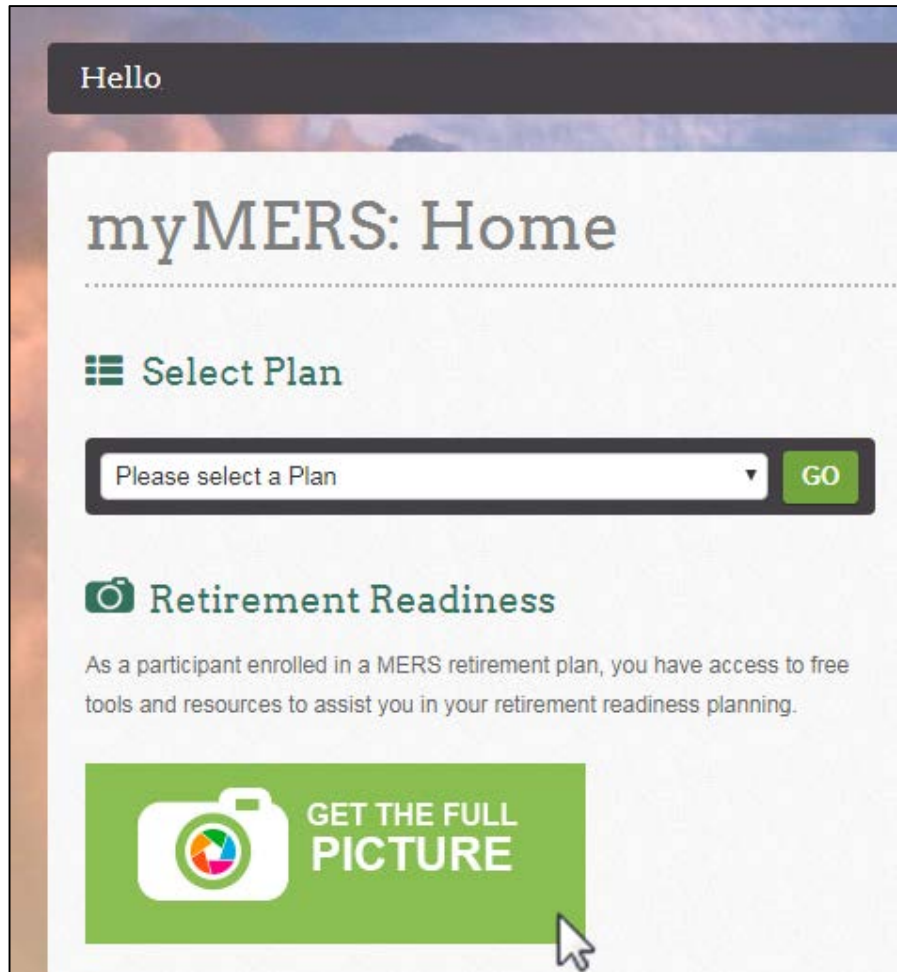 Hello
myMERS: Home
Select Plan
Please select a Plan
GO
Retirement Readiness
As a participant enrolled in a MERS retirement plan, you have access to free
tools and resources to assist you in your retirement readiness planning.
GET THE FULL
PICTURE